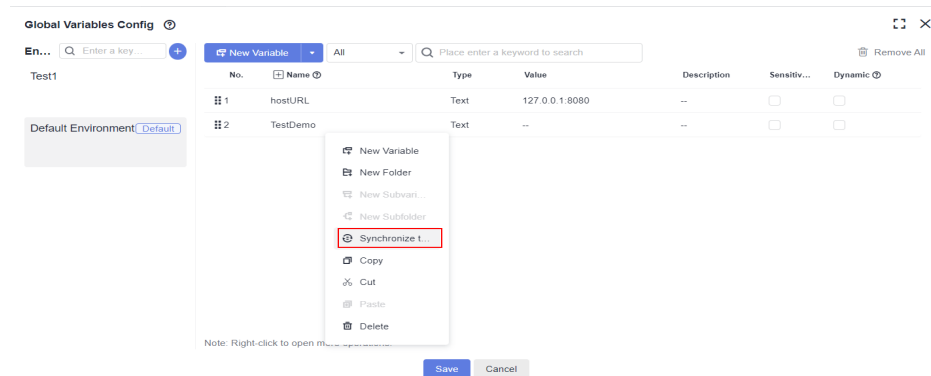 Global Variables Config
En... Enter a key... New Variable All Place enter a keyword to search Remove All
Test1
Default Environment Default
No. Name Type Value Description Sensitiv... Dynamic
1 hostURL Text 127.0.0.1:8080 -- 
2 TestDemo Text -- --
New Variable
New Folder
New Subvari...
New Subfolder
Synchronize t...
Copy
Cut
Paste
Delete
Note: Right-click to open more operations.
Save Cancel